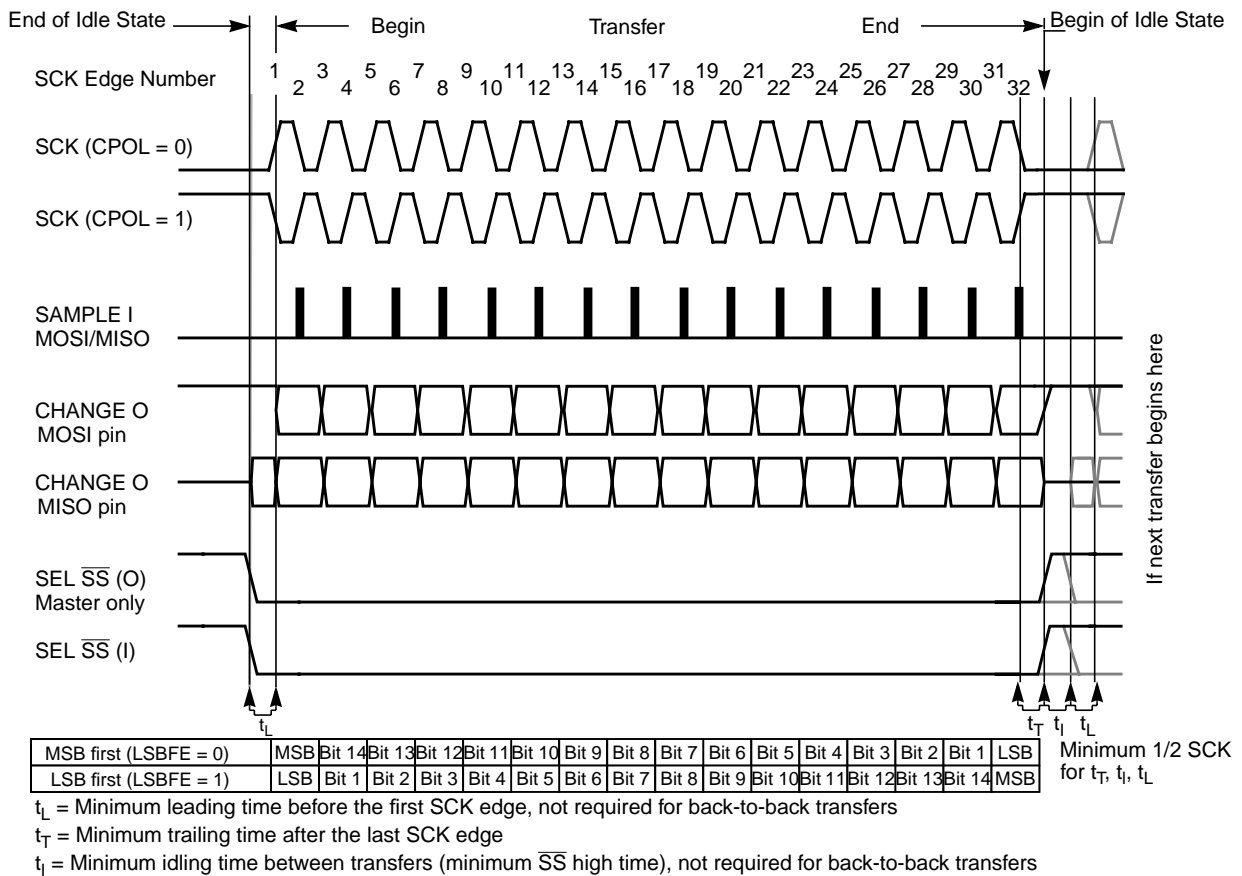 End of Idle State
Begin
Transfer
End
Begin of Idle State
SCK Edge Number
1 2 3 4 5 6 7 8 9 10 11 12 13 14 15 16 17 18 19 20 21 22 23 24 25 26 27 28 29 30 31 32
SCK (CPOL = 0)
SCK (CPOL = 1)
SAMPLE I
MOSI/MISO
CHANGE O
MOSI pin
CHANGE O
MISO pin
SEL S̅S̅ (O)
Master only
SEL S̅S̅ (I)
If next transfer begins here
tL
tT tI tL
MSB first (LSBFE = 0) MSB Bit 14 Bit 13 Bit 12 Bit 11 Bit 10 Bit 9 Bit 8 Bit 7 Bit 6 Bit 5 Bit 4 Bit 3 Bit 2 Bit 1 LSB
LSB first (LSBFE = 1) LSB Bit 1 Bit 2 Bit 3 Bit 4 Bit 5 Bit 6 Bit 7 Bit 8 Bit 9 Bit 10 Bit 11 Bit 12 Bit 13 Bit 14 MSB
Minimum 1/2 SCK
for tT, tI, tL
tL = Minimum leading time before the first SCK edge, not required for back-to-back transfers
tT = Minimum trailing time after the last SCK edge
tI = Minimum idling time between transfers (minimum S̅S̅ high time), not required for back-to-back transfers